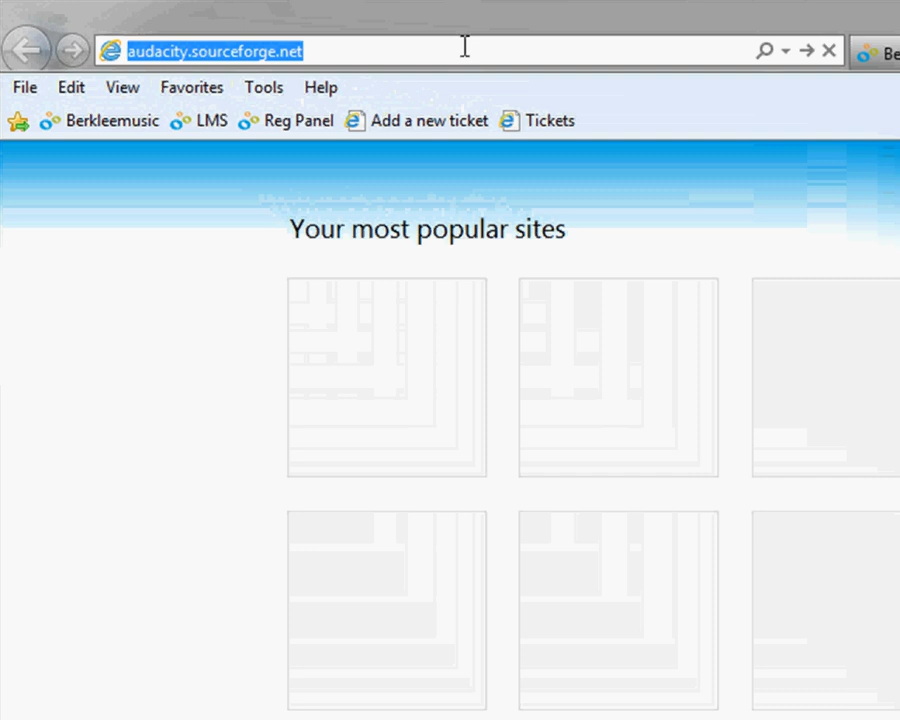 audacity.sourceforge.net
Be
File Edit View Favorites Tools Help
Berkleemusic LMS Reg Panel Add a new ticket Tickets
Your most popular sites